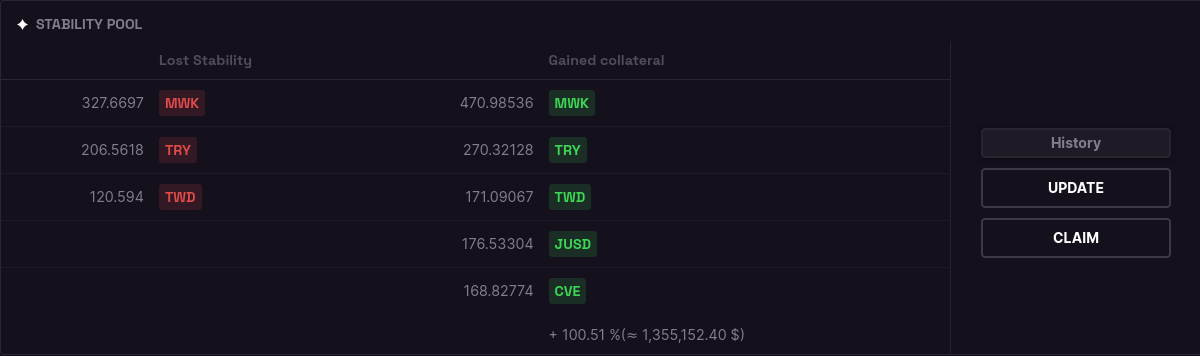 STABILITY POOL
Lost Stability Gained collateral
327.6697 MWK 470.98536 MWK
206.5618 TRY 270.32128 TRY
120.594 TWD 171.09067 TWD
176.53304 JUSD
168.82774 CVE
+ 100.51 %(≈ 1,355,152.40 $)
History
UPDATE
CLAIM